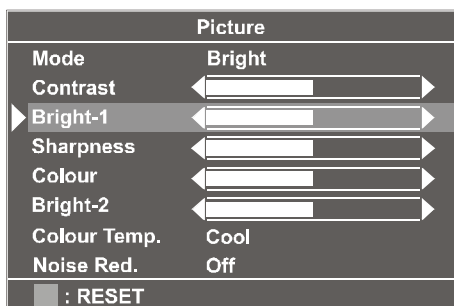 Picture
Mode Bright
Contrast
Bright-1
Sharpness
Colour
Bright-2
Colour Temp. Cool
Noise Red. Off
: RESET